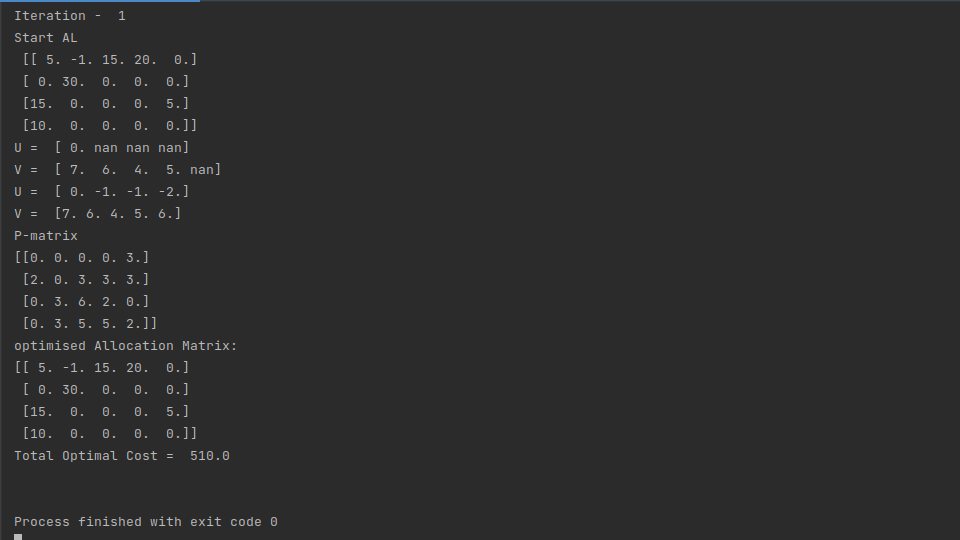 Iteration -  1
Start AL
 [[ 5. -1. 15. 20.  0.]
 [ 0. 30.  0.  0.  0.]
 [15.  0.  0.  0.  5.]
 [10.  0.  0.  0.  0.]]
U =  [ 0. nan nan nan]
V =  [ 7.  6.  4.  5. nan]
U =  [ 0. -1. -1. -2.]
V =  [7. 6. 4. 5. 6.]
P-matrix
[[0. 0. 0. 0. 3.]
 [2. 0. 3. 3. 3.]
 [0. 3. 6. 2. 0.]
 [0. 3. 5. 5. 2.]]
optimised Allocation Matrix:
[[ 5. -1. 15. 20.  0.]
 [ 0. 30.  0.  0.  0.]
 [15.  0.  0.  0.  5.]
 [10.  0.  0.  0.  0.]]
Total Optimal Cost =  510.0
Process finished with exit code 0